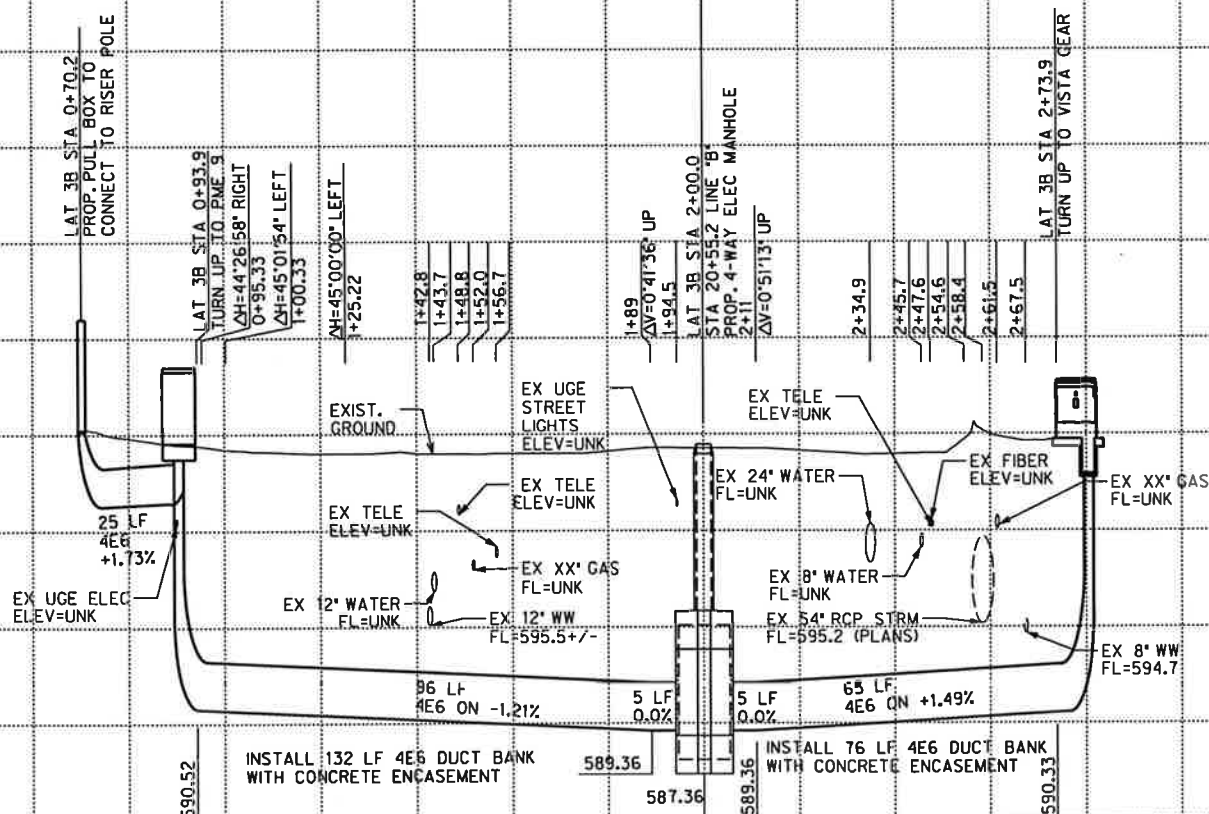 LAT 3B STA 0+70.2
PROP. PULL BOX TO
CONNECT TO RISER POLE
LAT 3B STA 0+93.9
TURN UP TO PME 9
ΔH=44°26'58" RIGHT
0+95.33
ΔH=45°01'54" LEFT
1+00.33
ΔH=45°00'00" LEFT
1+25.22
1+42.8
1+43.7
1+48.8
1+52.0
1+56.7
1+89
ΔV=0°41'36" UP
1+94.5
LAT 3B STA 2+00.0
STA 20+55.2 LINE "B"
PROP. 4-WAY ELEC MANHOLE
2+11
ΔV=0°51'13" UP
2+34.9
2+45.7
2+47.6
2+54.6
2+58.4
2+61.5
2+67.5
LAT 3B STA 2+73.9
TURN UP TO VISTA GEAR
EXIST.
GROUND
EX UGE
STREET
LIGHTS
ELEV=UNK
EX TELE
ELEV=UNK
EX TELE
ELEV=UNK
EX TELE
ELEV=UNK
EX 24" WATER
FL=UNK
EX FIBER
ELEV=UNK
EX XX" GAS
FL=UNK
25 LF
4E6
+1.73%
EX UGE ELEC
ELEV=UNK
EX XX" GAS
FL=UNK
EX 12" WATER
FL=UNK
EX 12" WW
FL=595.5+/-
EX 8" WATER
FL=UNK
EX 54" RCP STRM
FL=595.2 (PLANS)
EX 8" WW
FL=594.7
96 LF
4E6 ON -1.21%
5 LF
0.0%
5 LF
0.0%
65 LF
4E6 ON +1.49%
INSTALL 132 LF 4E6 DUCT BANK
WITH CONCRETE ENCASEMENT
INSTALL 76 LF 4E6 DUCT BANK
WITH CONCRETE ENCASEMENT
590.52
589.36
587.36
589.36
590.33